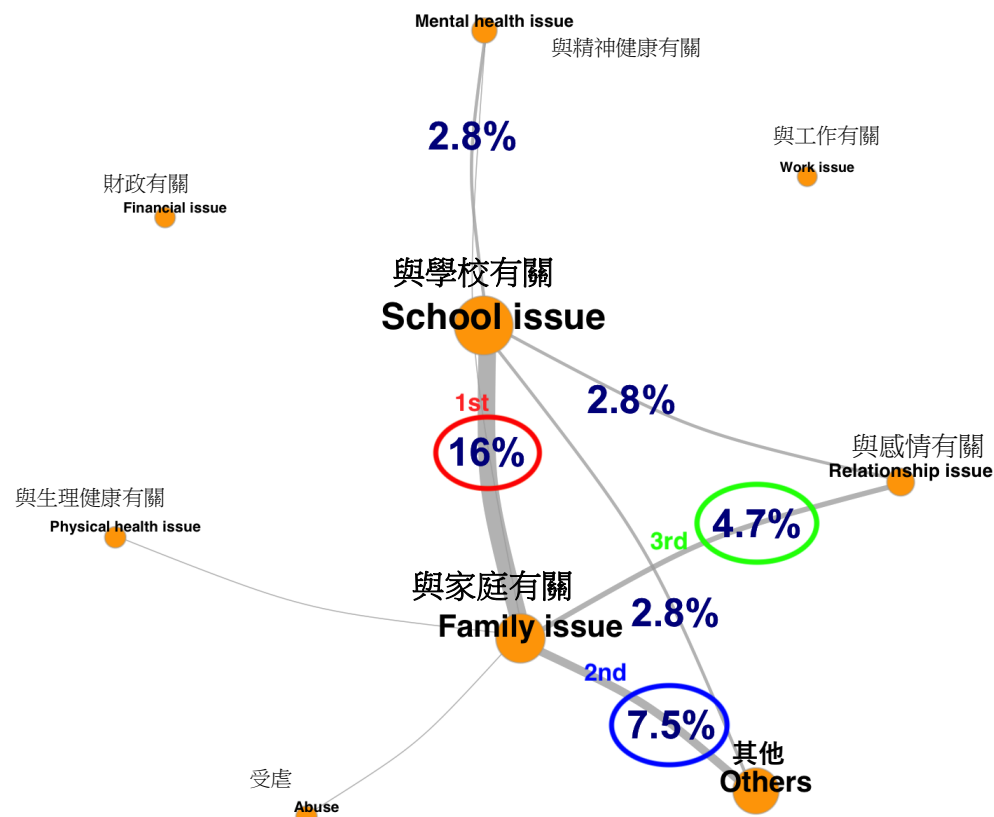 Mental health issue
與精神健康有關
2.8%
與工作有關
Work issue
財政有關
Financial issue
與學校有關
School issue
2.8%
1st
16%
與感情有關
Relationship issue
與生理健康有關
Physical health issue
4.7%
3rd
與家庭有關
Family issue
2.8%
2nd
7.5%
其他
Others
受虐
Abuse